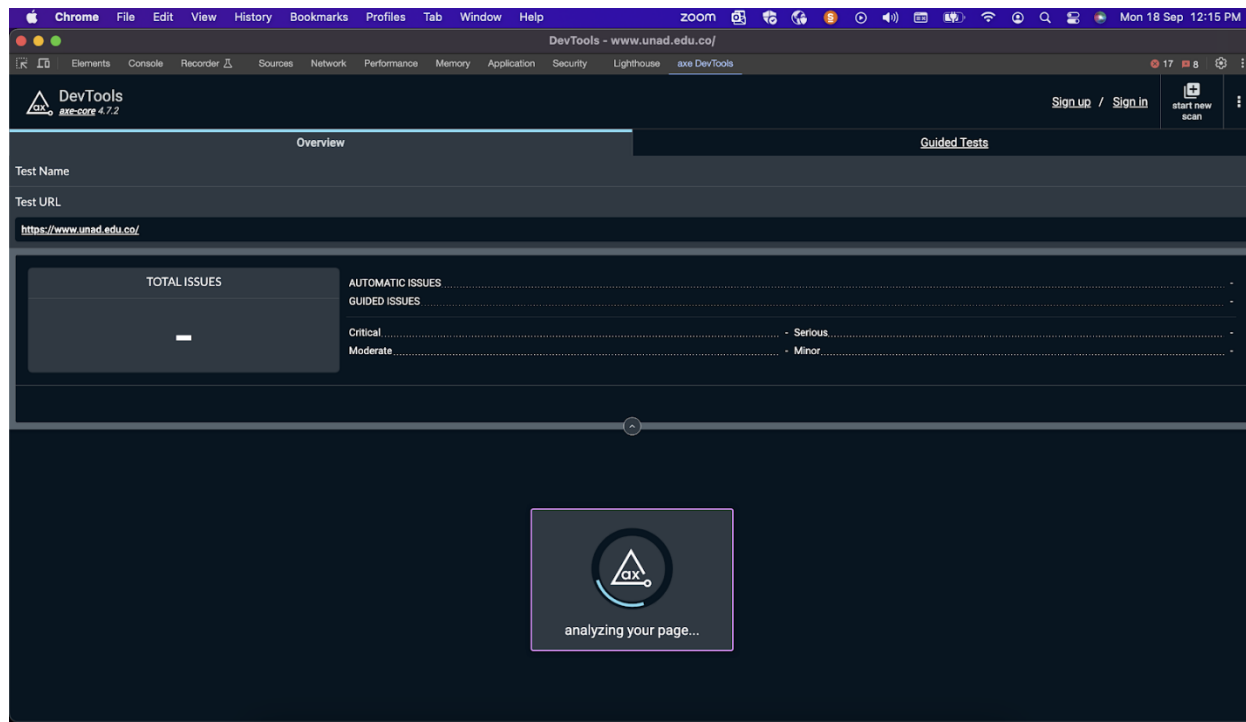 Chrome File Edit View History Bookmarks Profiles Tab Window Help zoom Mon 18 Sep 12:15 PM
DevTools - www.unad.edu.co/
Elements Console Recorder Sources Network Performance Memory Application Security Lighthouse axe DevTools 17 8
DevTools
axe-core 4.7.2
Sign up / Sign in
start new
scan
Overview Guided Tests
Test Name
Test URL
https://www.unad.edu.co/
TOTAL ISSUES
-
AUTOMATIC ISSUES -
GUIDED ISSUES -
Critical - Serious -
Moderate - Minor -
ax
analyzing your page...